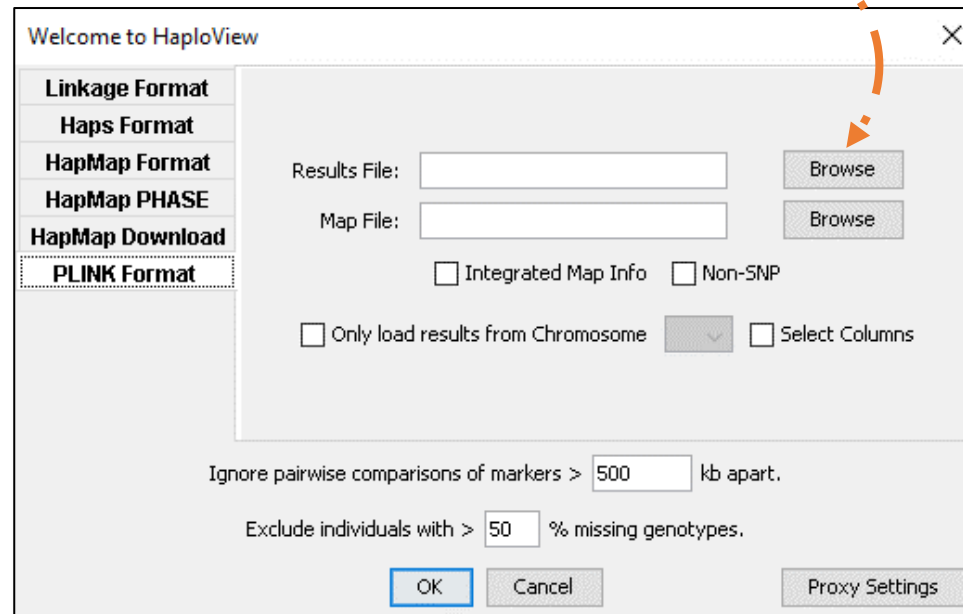 Welcome to HaploView
Linkage Format
Haps Format
HapMap Format
HapMap PHASE
HapMap Download
PLINK Format
Results File: Browse
Map File: Browse
Integrated Map Info Non-SNP
Only load results from Chromosome Select Columns
Ignore pairwise comparisons of markers > 500 kb apart.
Exclude individuals with > 50 % missing genotypes.
OK Cancel Proxy Settings